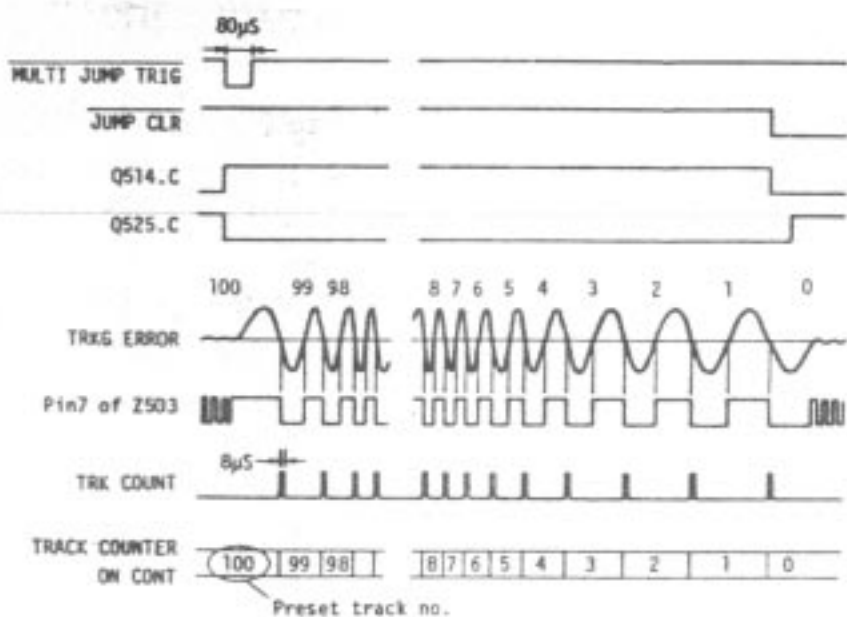 80µS
MULTI JUMP TRIG
JUMP CLR
Q514.C
Q525.C
100 99 98 8 7 6 5 4 3 2 1 0
TRKG ERROR
Pin7 of Z503
8µS
TRK COUNT
TRACK COUNTER
ON CONT
100 99 98 8 7 6 5 4 3 2 1 0
Preset track no.